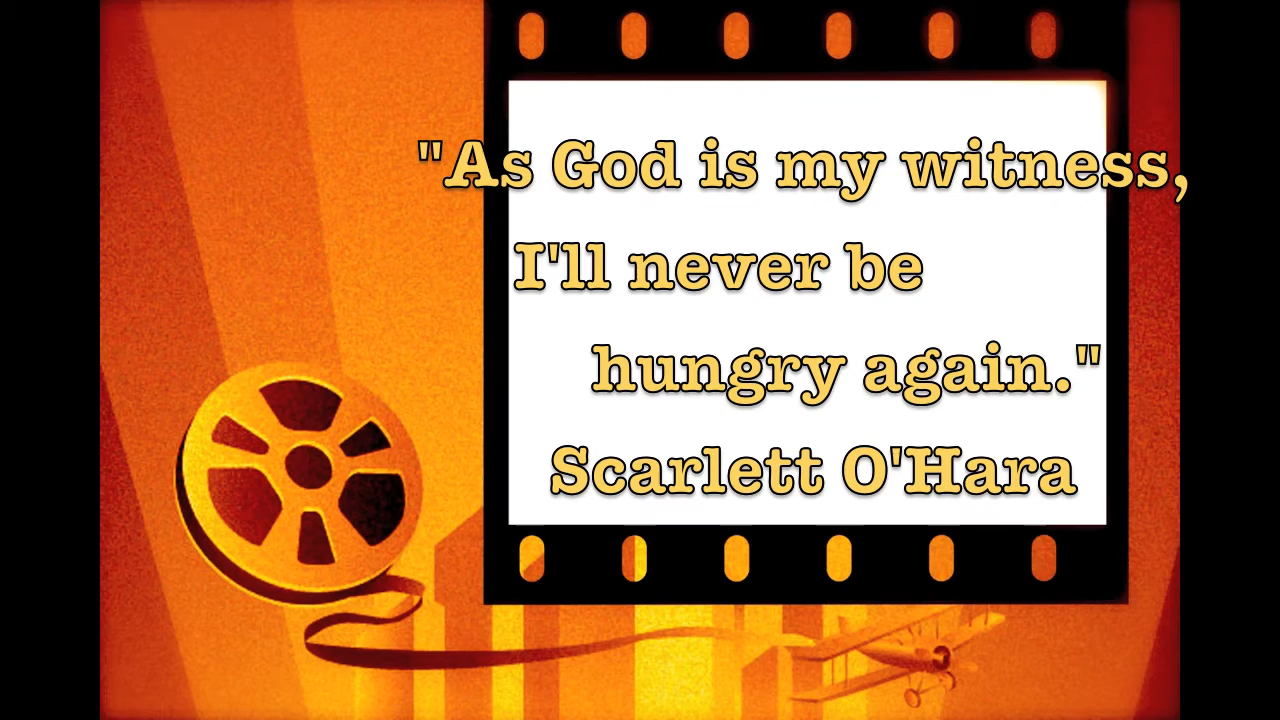 "As God is my witness,
I'll never be
hungry again."
Scarlett O'Hara